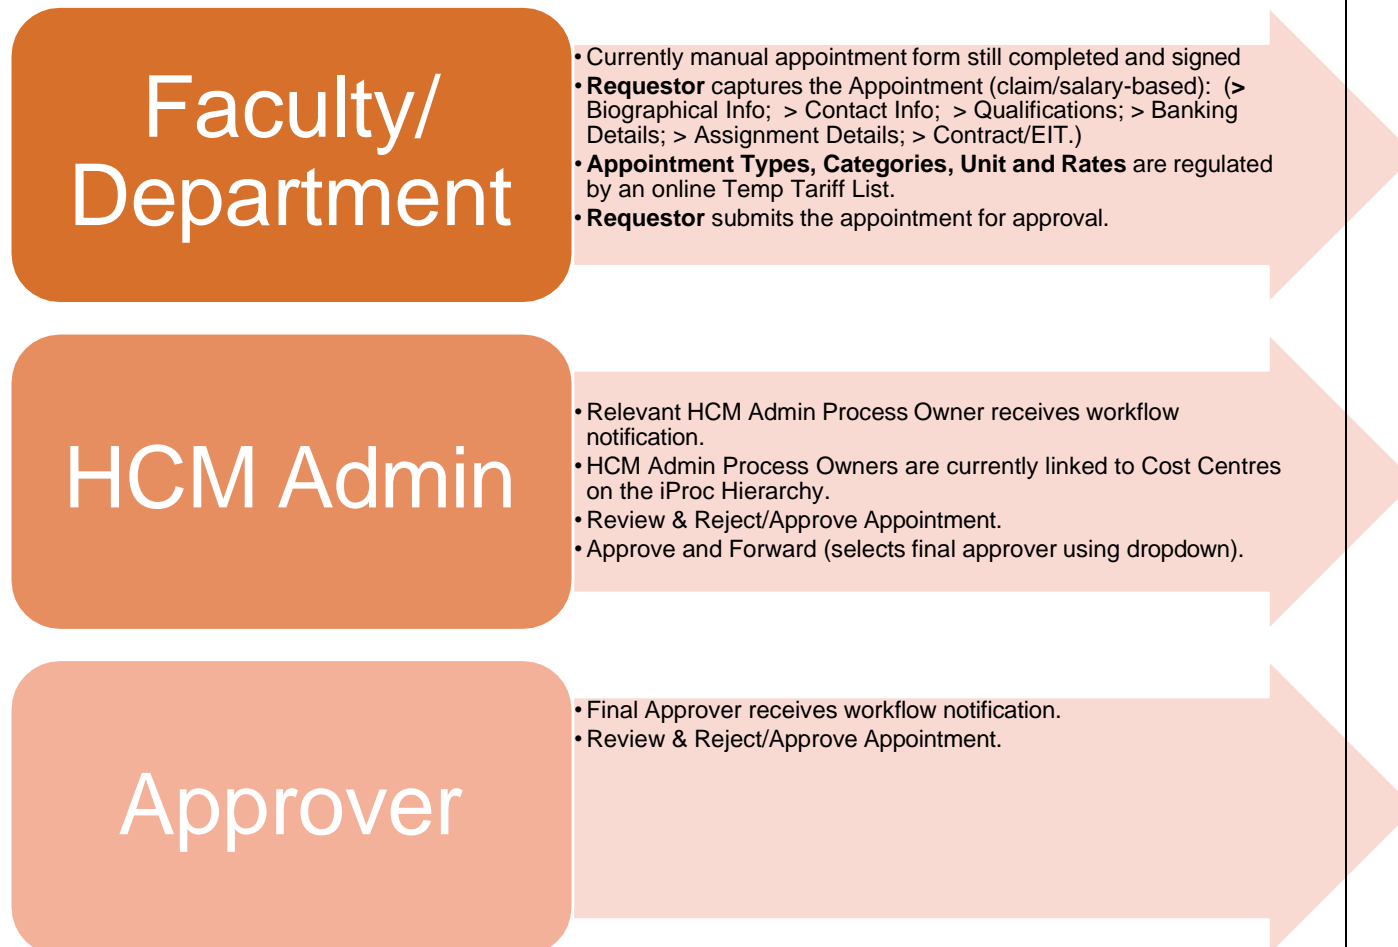 Faculty/
Department
• Currently manual appointment form still completed and signed
• Requestor captures the Appointment (claim/salary-based): (>
Biographical Info; > Contact Info; > Qualifications; > Banking
Details; > Assignment Details; > Contract/EIT.)
• Appointment Types, Categories, Unit and Rates are regulated
by an online Temp Tariff List.
• Requestor submits the appointment for approval.
HCM Admin
• Relevant HCM Admin Process Owner receives workflow
notification.
• HCM Admin Process Owners are currently linked to Cost Centres
on the iProc Hierarchy.
• Review & Reject/Approve Appointment.
• Approve and Forward (selects final approver using dropdown).
Approver
• Final Approver receives workflow notification.
• Review & Reject/Approve Appointment.